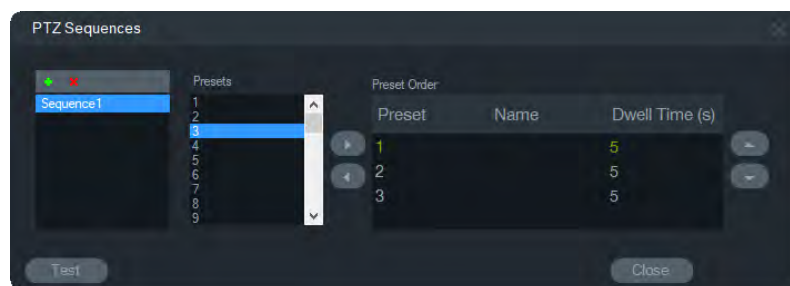 PTZ Sequences
Sequence1
Presets
1
2
3
4
5
6
7
8
9
Preset Order
Preset Name Dwell Time (s)
1 5
2 5
3 5
Test Close